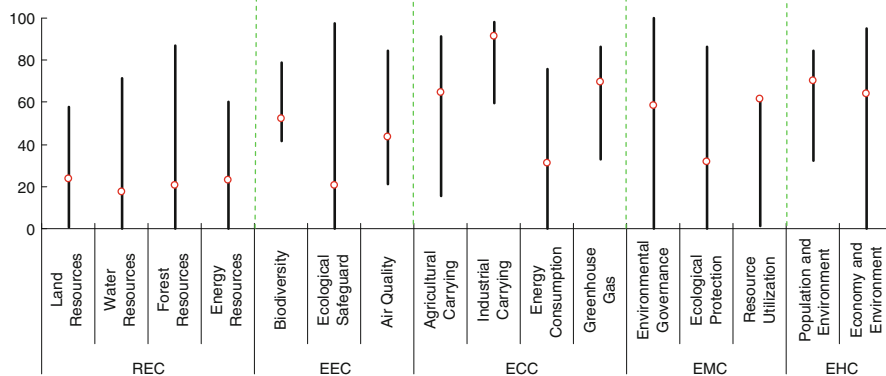 100
80
60
40
20
0
Land
Resources
Water
Resources
Forest
Resources
Energy
Resources
Biodiversity
Ecological
Safeguard
Air Quality
Agricultural
Carrying
Industrial
Carrying
Energy
Consumption
Greenhouse
Gas
Environmental
Governance
Ecological
Protection
Resource
Utilization
Population and
Environment
Economy and
Environment
REC
EEC
ECC
EMC
EHC